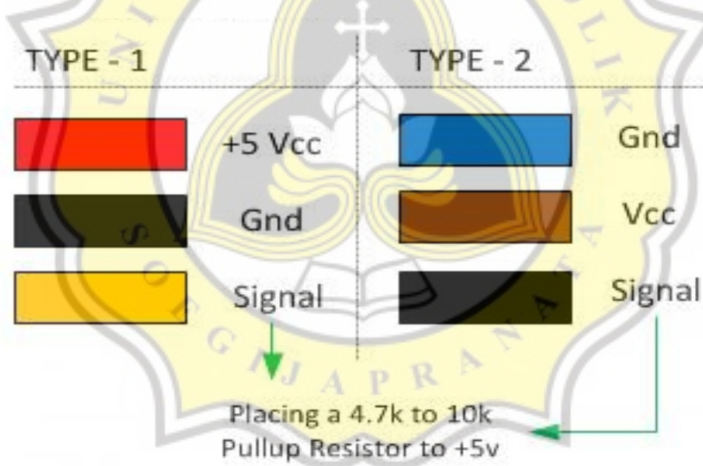 TYPE - 1
TYPE - 2
+5 Vcc
Gnd
Signal
Gnd
Vcc
Signal
Placing a 4.7k to 10k
Pullup Resistor to +5v
SOEGIJAPRANATA